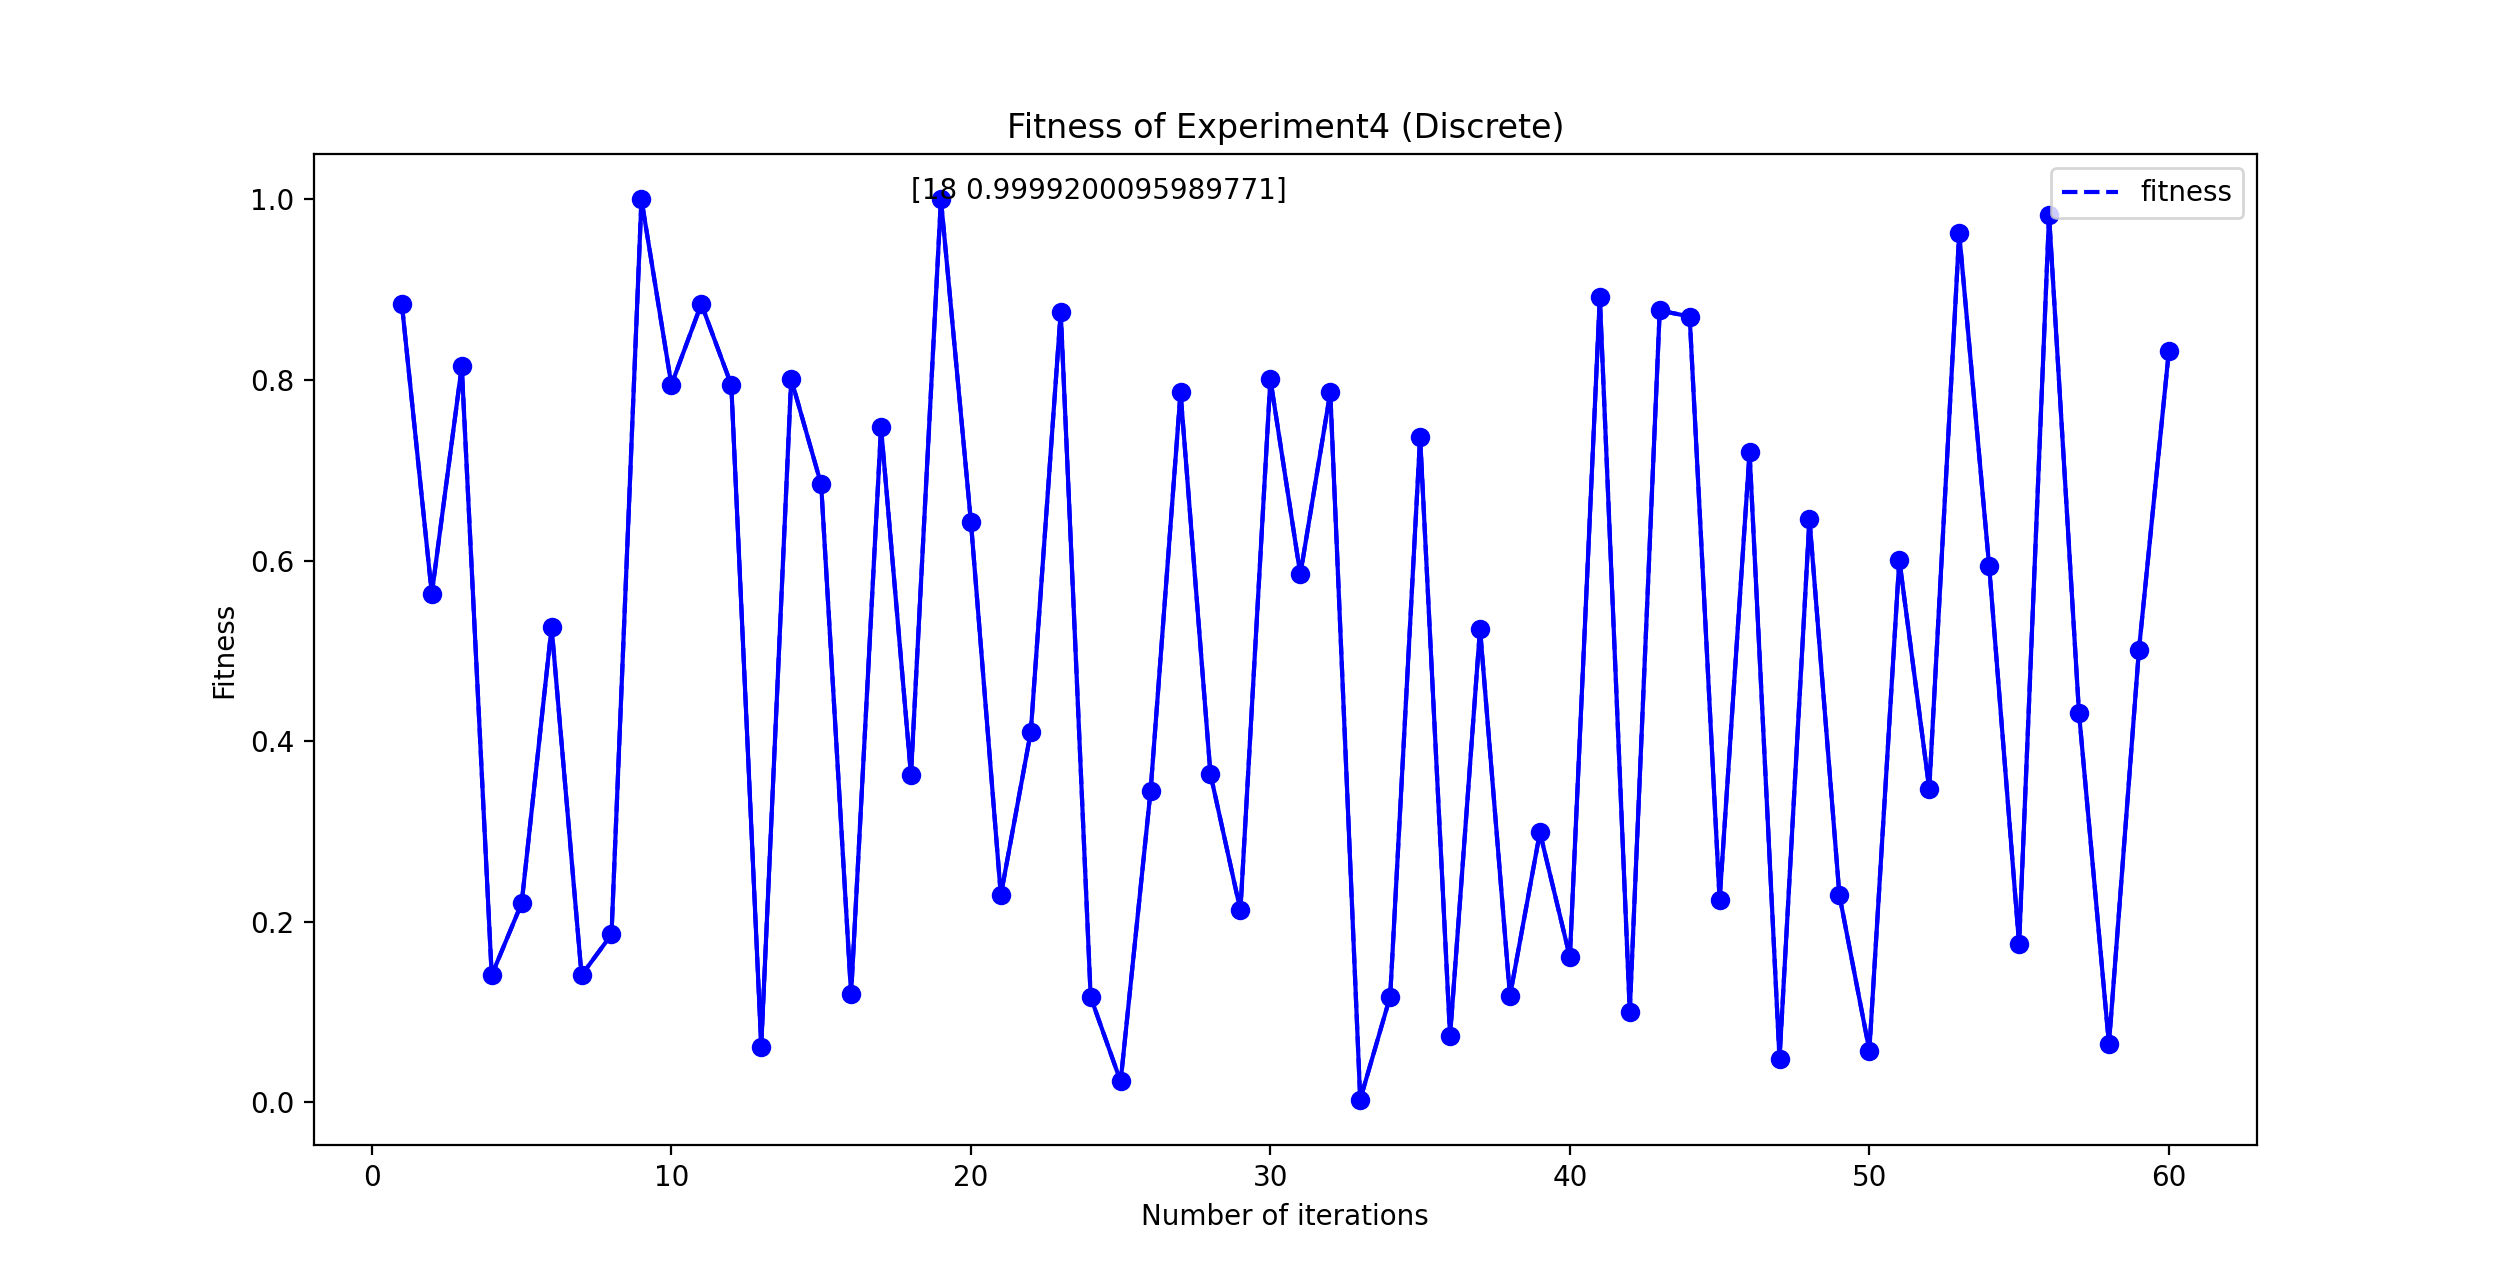 Fitness of Experiment4 (Discrete)
[18 0.9999200095989771]
fitness
1.0
0.8
0.6
0.4
0.2
0.0
Fitness
0 10 20 30 40 50 60
Number of iterations